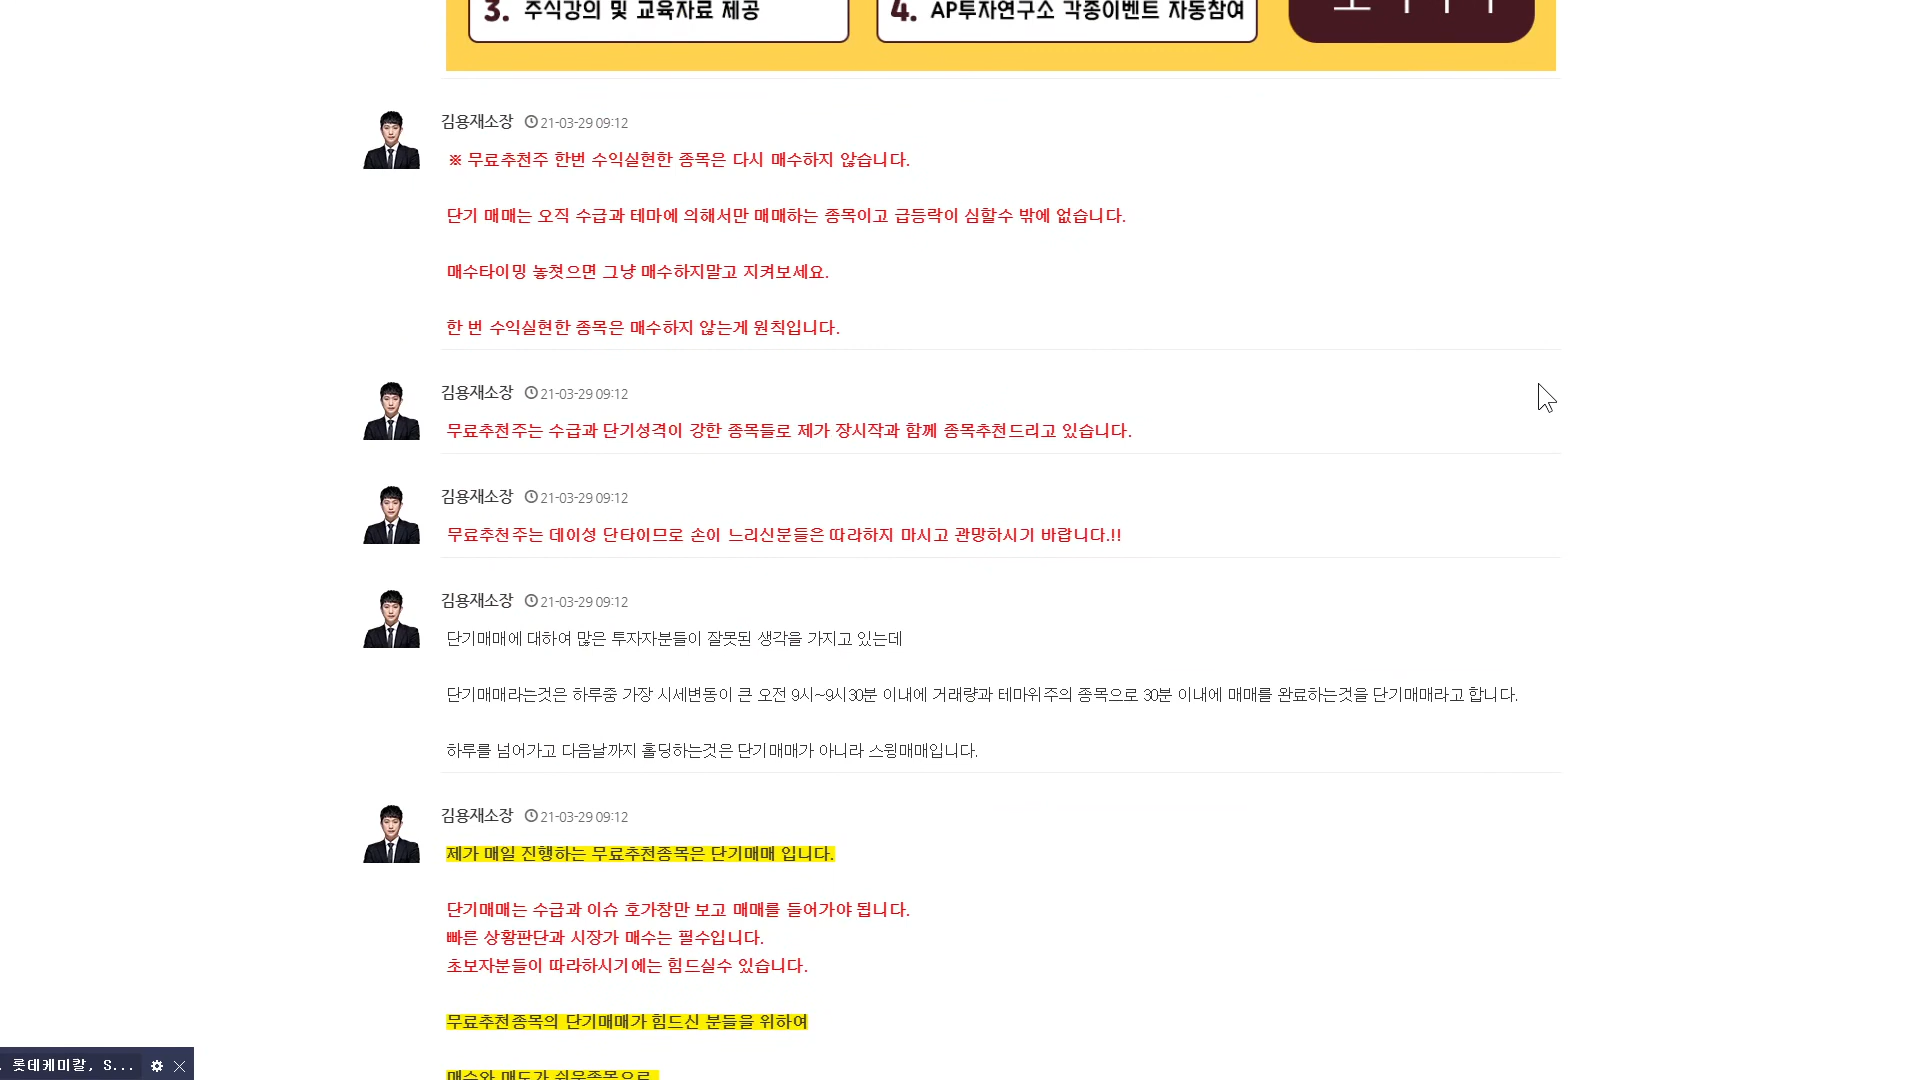 3. 주식강의 및 교육자료 제공
4. AP투자연구소 각종이벤트 자동참여
김용재소장 21-03-29 09:12
※ 무료추천주 한번 수익실현한 종목은 다시 매수하지 않습니다.
단기 매매는 오직 수급과 테마에 의해서만 매매하는 종목이고 급등락이 심할수 밖에 없습니다.
매수타이밍 놓쳣으면 그냥 매수하지말고 지켜보세요.
한 번 수익실현한 종목은 매수하지 않는게 원칙입니다.
김용재소장 21-03-29 09:12
무료추천주는 수급과 단기성격이 강한 종목들로 제가 장시작과 함께 종목추천드리고 있습니다.
김용재소장 21-03-29 09:12
무료추천주는 데이성 단타이므로 손이 느리신분들은 따라하지 마시고 관망하시기 바랍니다.!!
김용재소장 21-03-29 09:12
단기매매에 대하여 많은 투자자분들이 잘못된 생각을 가지고 있는데
단기매매라는것은 하루중 가장 시세변동이 큰 오전 9시~9시30분 이내에 거래량과 테마위주의 종목으로 30분 이내에 매매를 완료하는것을 단기매매라고 합니다.
하루를 넘어가고 다음날까지 홀딩하는것은 단기매매가 아니라 스윙매매입니다.
김용재소장 21-03-29 09:12
제가 매일 진행하는 무료추천종목은 단기매매 입니다.
단기매매는 수급과 이슈 호가창만 보고 매매를 들어가야 됩니다.
빠른 상황판단과 시장가 매수는 필수입니다.
초보자분들이 따라하시기에는 힘드실수 있습니다.
무료추천종목의 단기매매가 힘드신 분들을 위하여
매수와 매도가 쉬운종목으로
롯데케미칼, S...